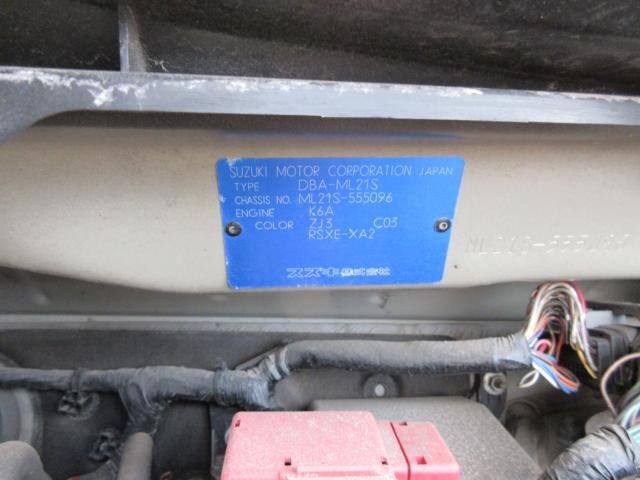 SUZUKI MOTOR CORPORATION JAPAN
TYPE DBA-ML21S
CHASSIS NO. ML21S-555096
ENGINE K6A
COLOR ZJ3 C03
RSXE-XA2
スズキ株式会社